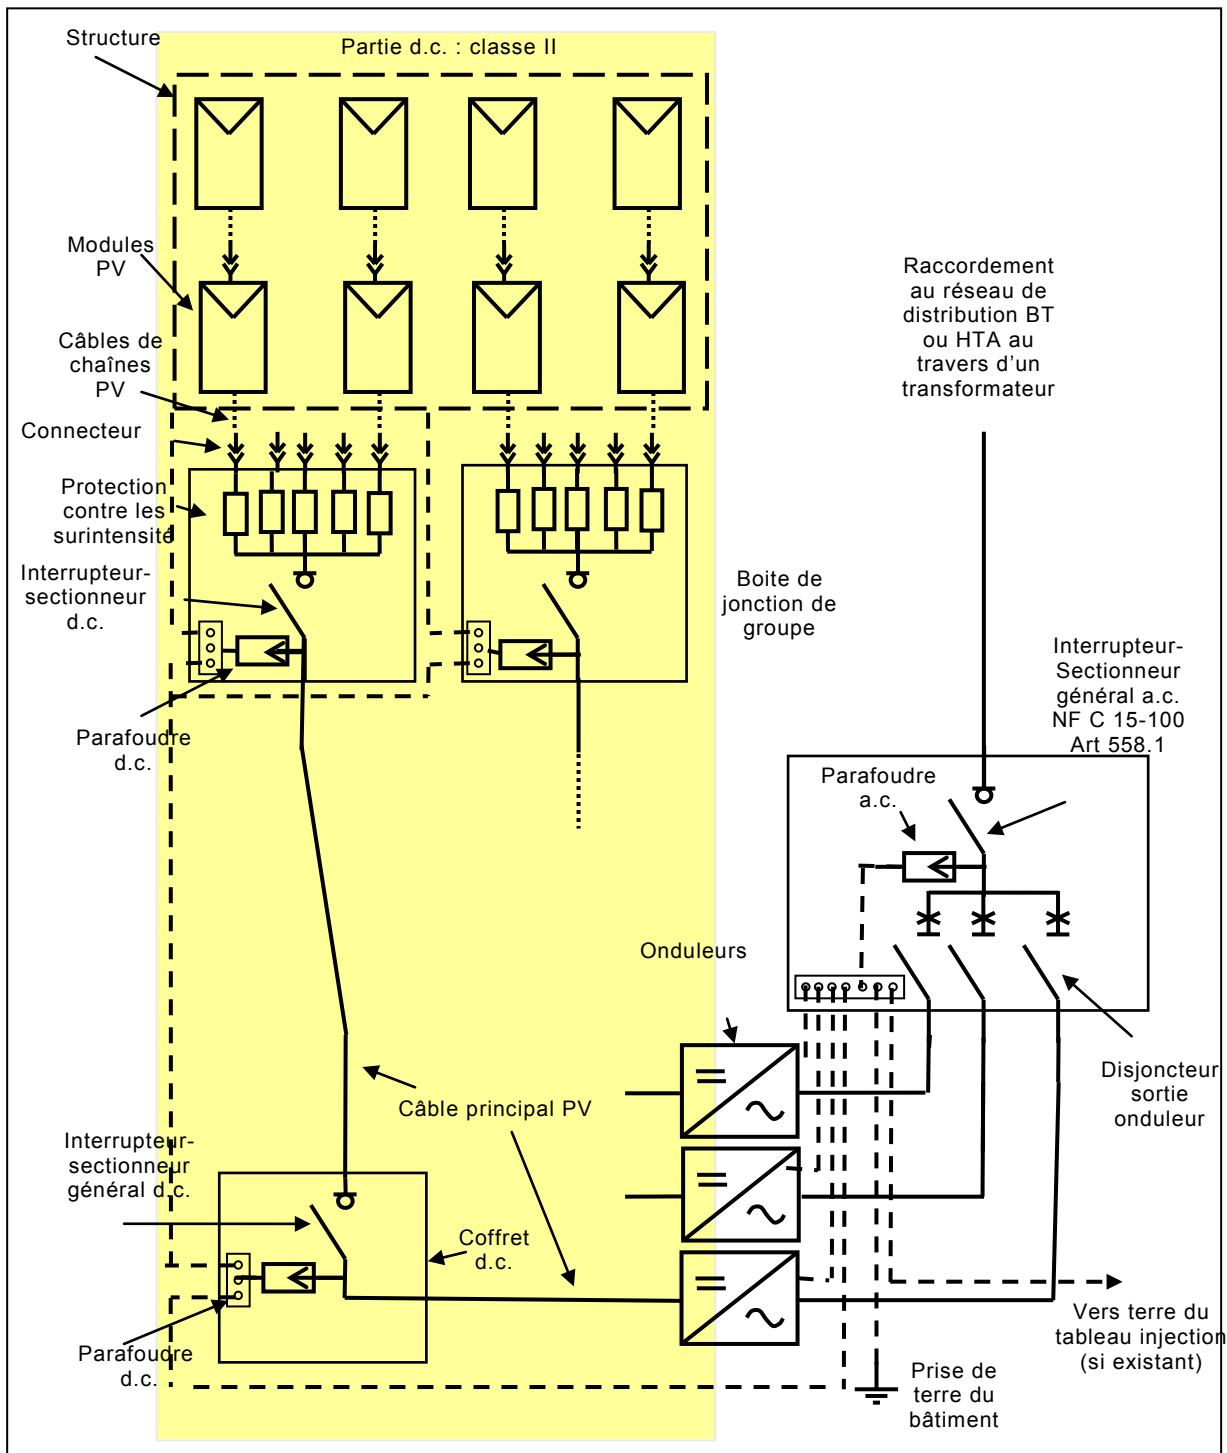 Structure
Partie d.c. : classe II
Modules
PV
Câbles de
chaînes
PV
Connecteur
Protection
contre les
surintensité
Interrupteur-
sectionneur
d.c.
Parafoudre
d.c.
Boite de
jonction de
groupe
Raccordement
au réseau de
distribution BT
ou HTA au
travers d’un
transformateur
Interrupteur-
Sectionneur
général a.c.
NF C 15-100
Art 558.1
Parafoudre
a.c.
Onduleurs
Disjoncteur
sortie
onduleur
Câble principal PV
Interrupteur-
sectionneur
général d.c.
Coffret
d.c.
Parafoudre
d.c.
Vers terre du
tableau injection
(si existant)
Prise de
terre du
bâtiment